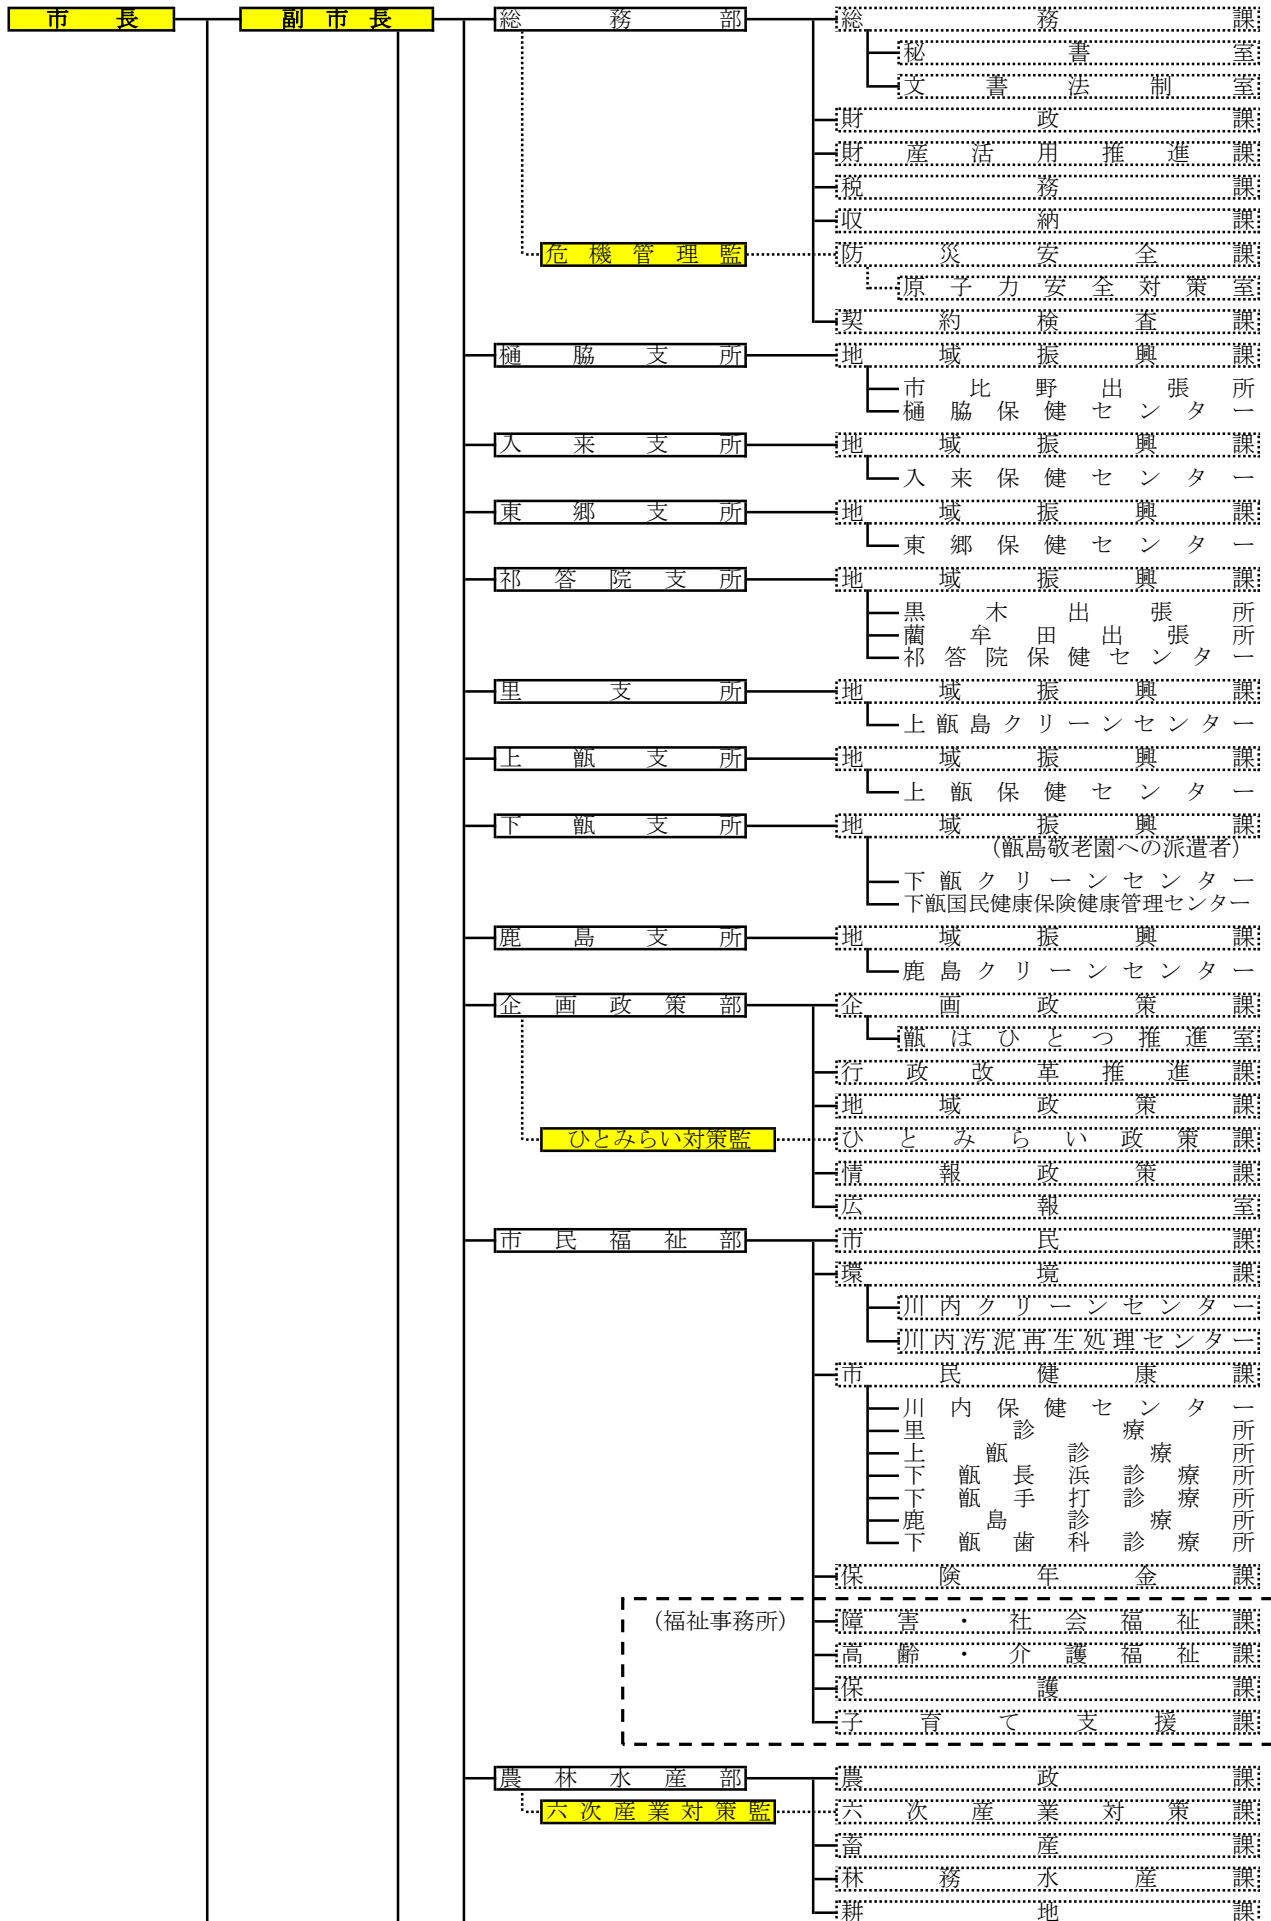 市長 副市長 総務部 総務課
秘書室
文書法制室
財政課
財産活用推進課
税務課
収納課
危機管理監 防災安全課
原子力安全対策室
契約検査課
樋脇支所 地域振興課
市比野出張所
樋脇保健センター
入来支所 地域振興課
入来保健センター
東郷支所 地域振興課
東郷保健センター
祁答院支所 地域振興課
黒木出張所
藺牟田出張所
祁答院保健センター
里支所 地域振興課
上甑島クリーンセンター
上甑支所 地域振興課
上甑保健センター
下甑支所 地域振興課
（甑島敬老園への派遣者）
下甑クリーンセンター
下甑国民健康保険健康管理センター
鹿島支所 地域振興課
鹿島クリーンセンター
企画政策部 企画政策課
甑はひとつ推進室
行政改革推進課
地域政策課
ひとみらい対策監 ひとみらい政策課
情報政策課
広報室
市民福祉部 市民課
環境課
川内クリーンセンター
川内汚泥再生処理センター
市民健康課
川内保健センター
里診療所
上甑診療所
下甑長浜診療所
下甑手打診療所
鹿島診療所
下甑歯科診療所
保険年金課
（福祉事務所） 障害・社会福祉課
高齢・介護福祉課
保護課
子育て支援課
農林水産部 農政課
六次産業対策監 六次産業対策課
畜産課
林務水産課
耕地課